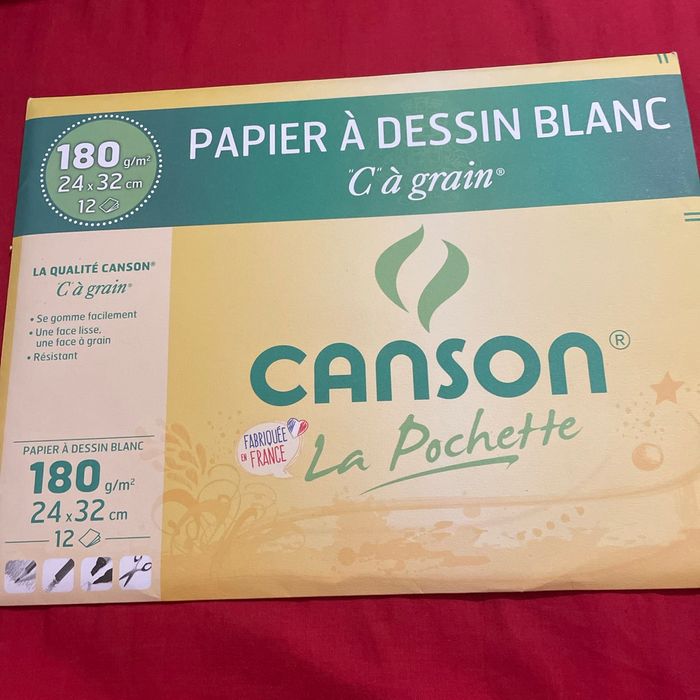 180 g/m²
24 x 32 cm
12
PAPIER À DESSIN BLANC
"C" à grain®
LA QUALITÉ CANSON®
"C" à grain®
• Se gomme facilement
• Une face lisse,
une face à grain
• Résistant
PAPIER À DESSIN BLANC
180 g/m²
24 x 32 cm
12
CANSON®
FABRIQUÉE
EN FRANCE
La Pochette